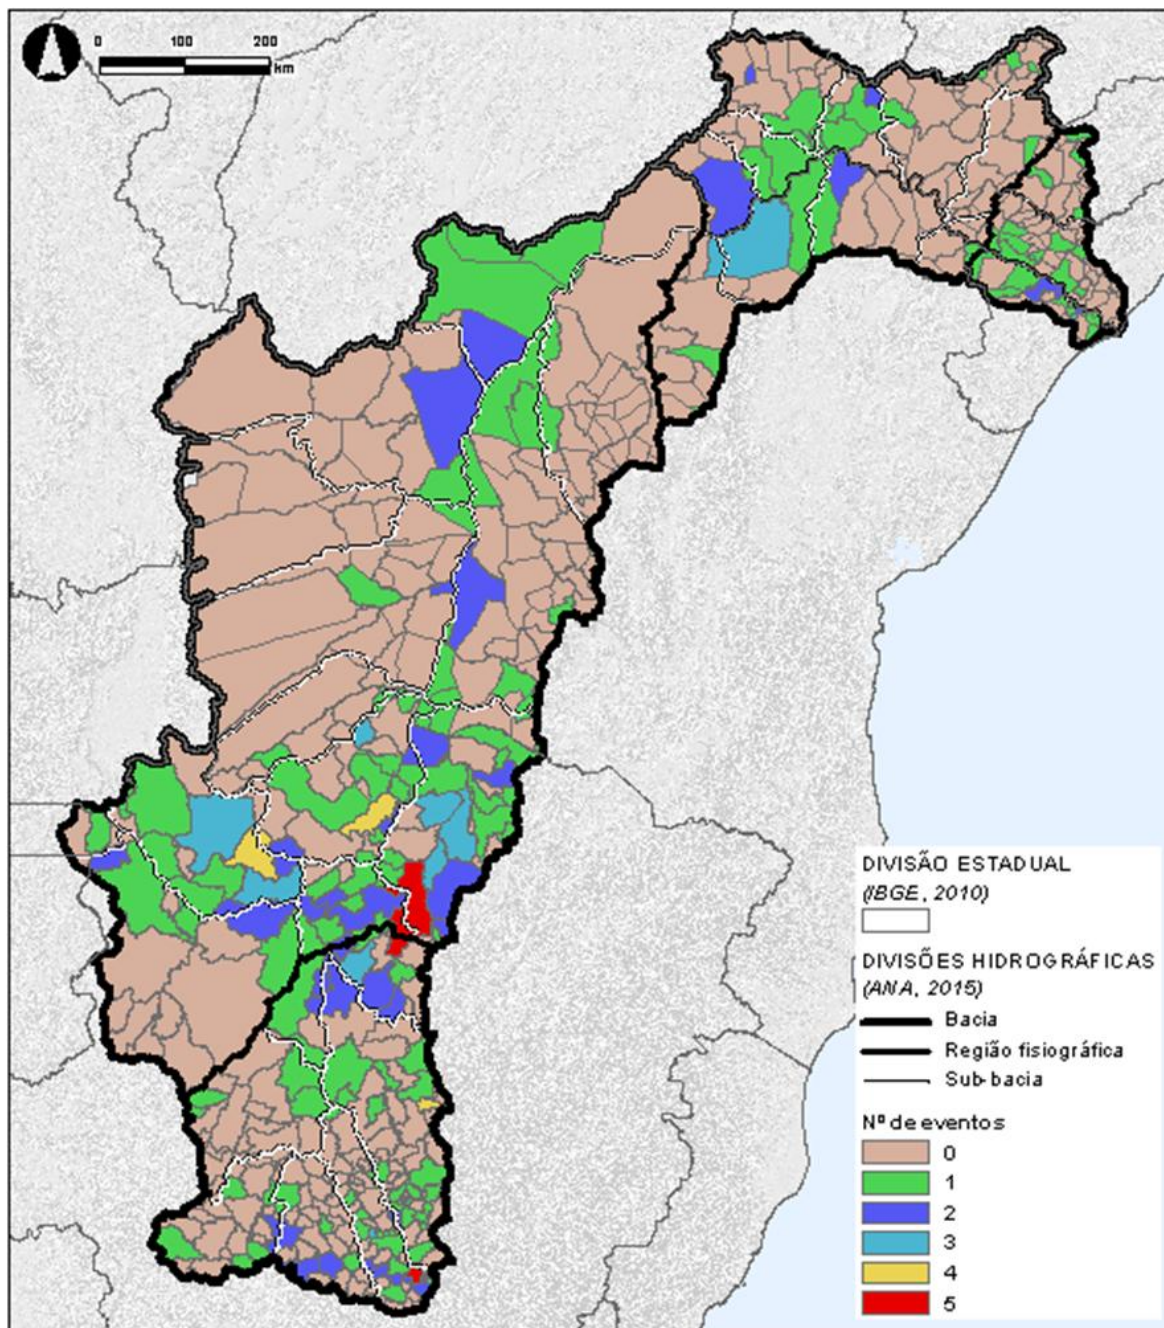 0 100 200
km
DIVISÃO ESTADUAL
(IBGE, 2010)
DIVISÕES HIDROGRÁFICAS
(ANA, 2015)
Bacia
Região fisiográfica
Sub-bacia
Nº de eventos
0
1
2
3
4
5